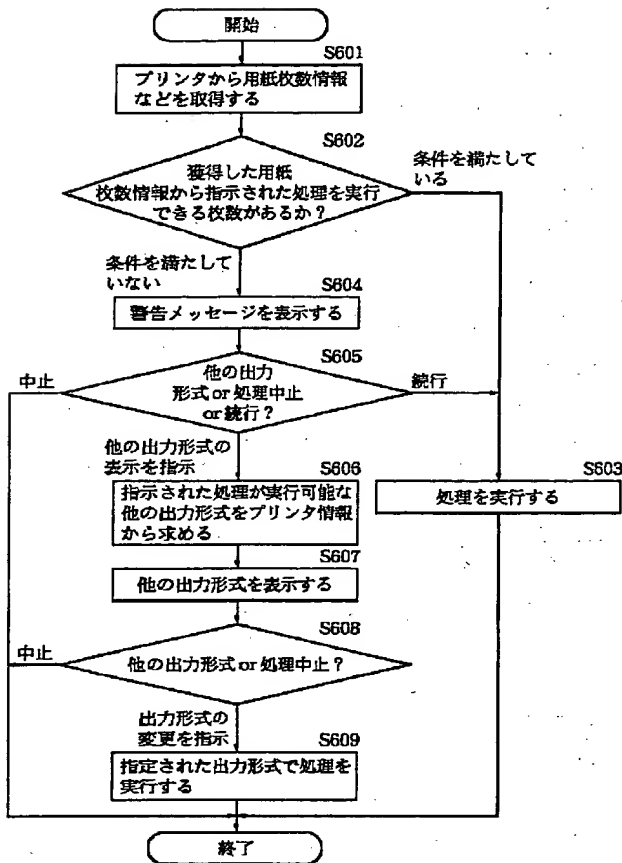 開始
S601
プリンタから用紙枚数情報
などを取得する
S602
獲得した用紙
枚数情報から指示された処理を実行
できる枚数があるか？
条件を満たして
いる
条件を満たして
いない
S604
警告メッセージを表示する
S605
他の出力
形式or処理中止
or続行？
中止
続行
他の出力形式の
表示を指示
S606
指示された処理が実行可能な
他の出力形式をプリンタ情報
から求める
S603
処理を実行する
S607
他の出力形式を表示する
S608
他の出力形式or処理中止？
中止
出力形式の
変更を指示
S609
指定された出力形式で処理を
実行する
終了